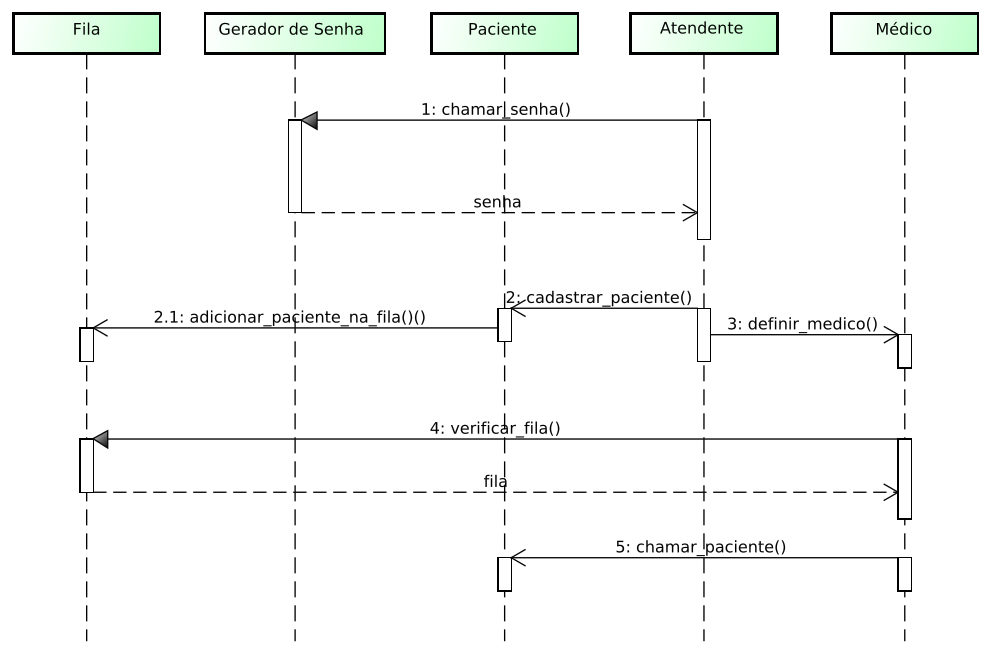 Fila
Gerador de Senha
Paciente
Atendente
Médico
1: chamar_senha()
senha
2: cadastrar_paciente()
2.1: adicionar_paciente_na_fila()()
3: definir_medico()
4: verificar_fila()
fila
5: chamar_paciente()